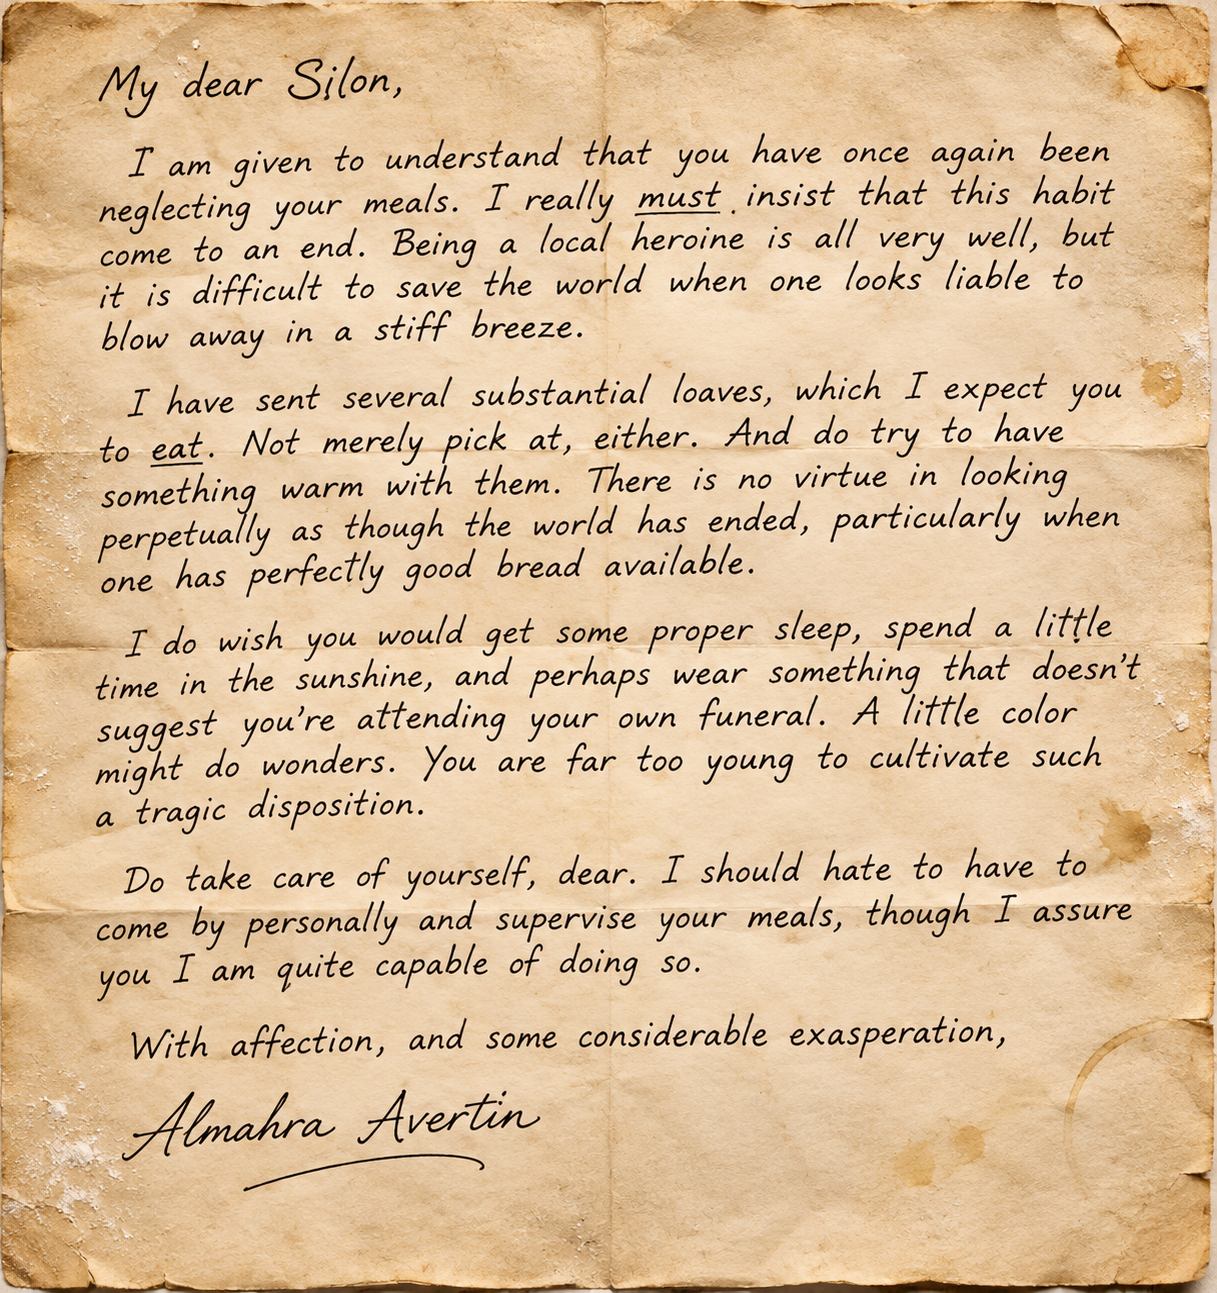 My dear Silon,
I am given to understand that you have once again been
neglecting your meals. I really must insist that this habit
come to an end. Being a local heroine is all very well, but
it is difficult to save the world when one looks liable to
blow away in a stiff breeze.
I have sent several substantial loaves, which I expect you
to eat. Not merely pick at, either. And do try to have
something warm with them. There is no virtue in looking
perpetually as though the world has ended, particularly when
one has perfectly good bread available.
I do wish you would get some proper sleep, spend a little
time in the sunshine, and perhaps wear something that doesn't
suggest you're attending your own funeral. A little color
might do wonders. You are far too young to cultivate such
a tragic disposition.
Do take care of yourself, dear. I should hate to have to
come by personally and supervise your meals, though I assure
you I am quite capable of doing so.
With affection, and some considerable exasperation,
Almahra Avertin